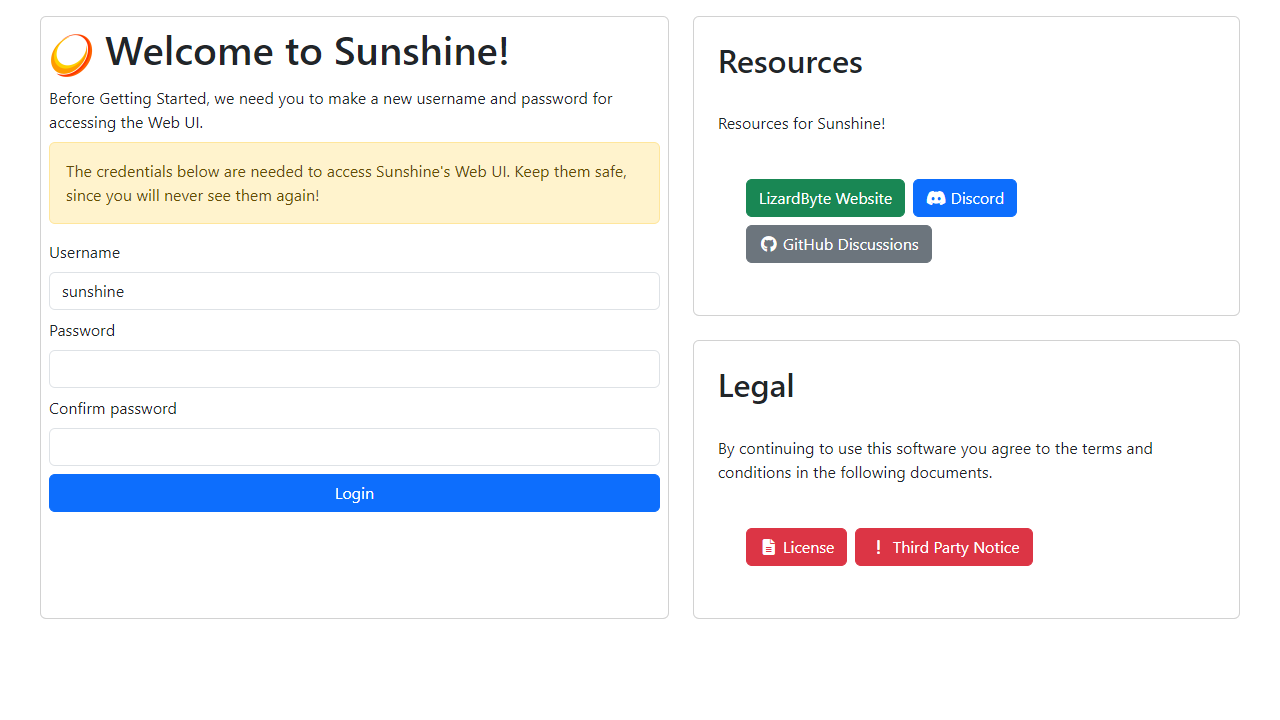 Welcome to Sunshine!
Before Getting Started, we need you to make a new username and password for
accessing the Web UI.
The credentials below are needed to access Sunshine's Web UI. Keep them safe,
since you will never see them again!
Username
sunshine
Password
Confirm password
Login
Resources
Resources for Sunshine!
LizardByte Website
Discord
GitHub Discussions
Legal
By continuing to use this software you agree to the terms and
conditions in the following documents.
License
Third Party Notice